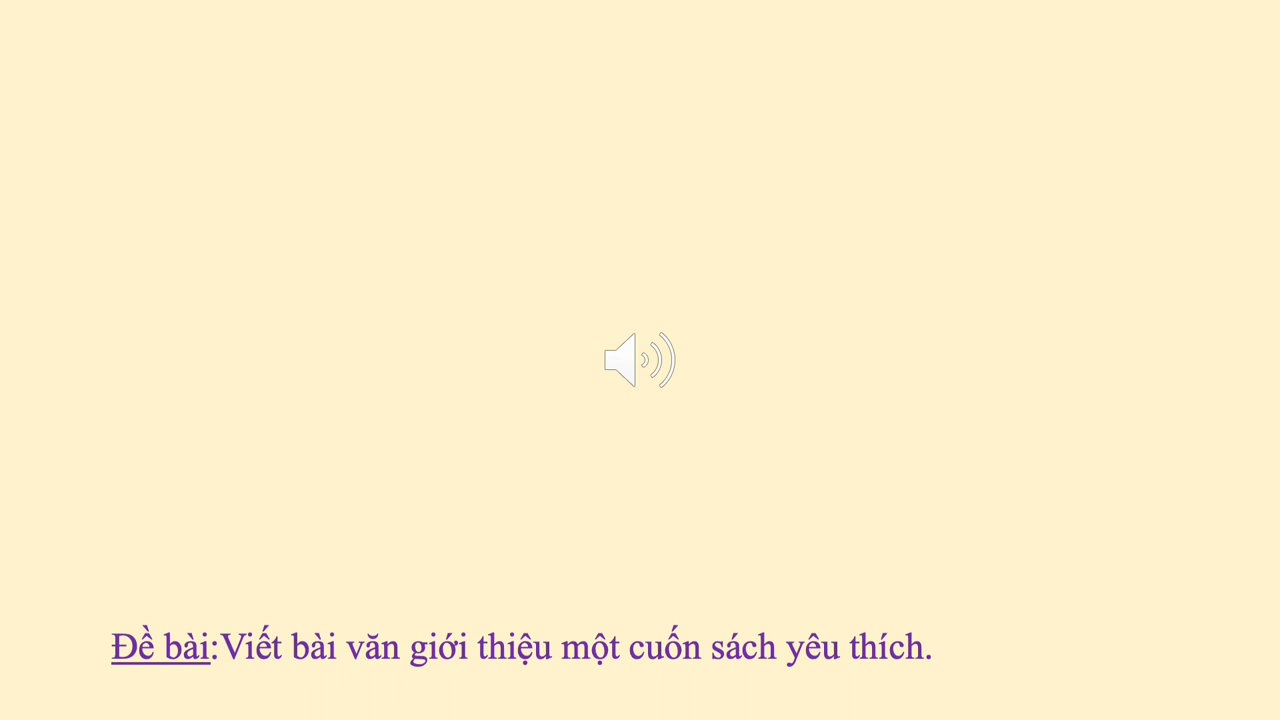 Đề bài:Viết bài văn giới thiệu một cuốn sách yêu thích.